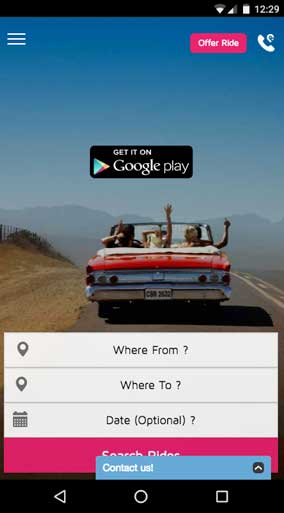 12:29
Offer Ride
GET IT ON
Google play
CBR 2632
Where From ?
Where To ?
Date (Optional) ?
Search Rides
Contact us!